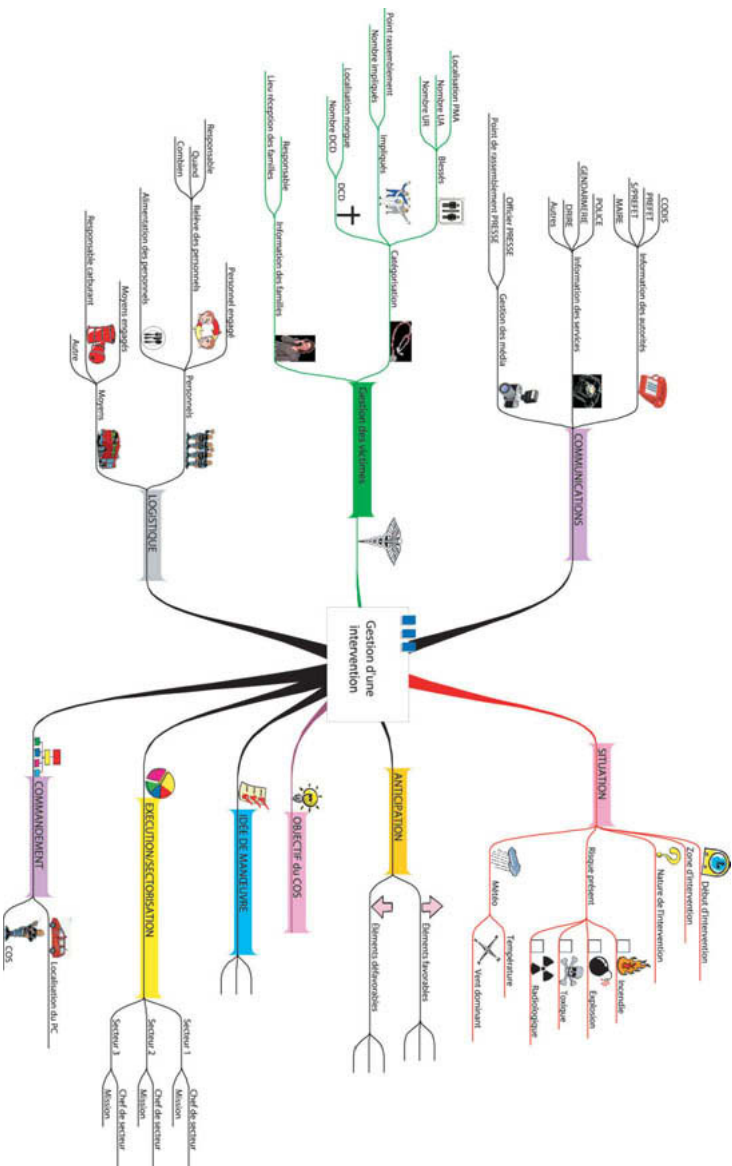 Gestion d'une
intervention
SITUATION
Début d'intervention
Zone d'intervention
Nature de l'intervention
Risque présent
Incendie
Explosion
Toxique
Radiologique
Météo
Température
Vent dominant
ANTICIPATION
Éléments favorables
Éléments défavorables
OBJECTIF du COS
IDÉE DE MANŒUVRE
EXECUTION/SECTORISATION
Secteur 1
Chef de secteur
Mission
Secteur 2
Chef de secteur
Mission
Secteur 3
Chef de secteur
Mission
COMMANDEMENT
Localisation du PC
COS
COMMUNICATIONS
Information des autorités
CODIS
PREFET
S/PREFET
MAIRE
Information des services
POLICE
GENDARMERIE
DRIRE
Autres
Gestion des média
Officier PRESSE
Point de rassemblement PRESSE
Gestion des victimes
Catégorisation
Blessés
Localisation PMA
Nombre UA
Nombre UR
Impliqués
Point rassemblement
Nombre impliqués
DCD
Localisation morgue
Nombre DCD
Information des familles
Responsable
Lieu réception des familles
LOGISTIQUE
Personnels
Personnel engagé
Relève des personnels
Responsable
Quand
Combien
Alimentation des personnels
Moyens
Moyens engagés
Responsable carburant
Autre